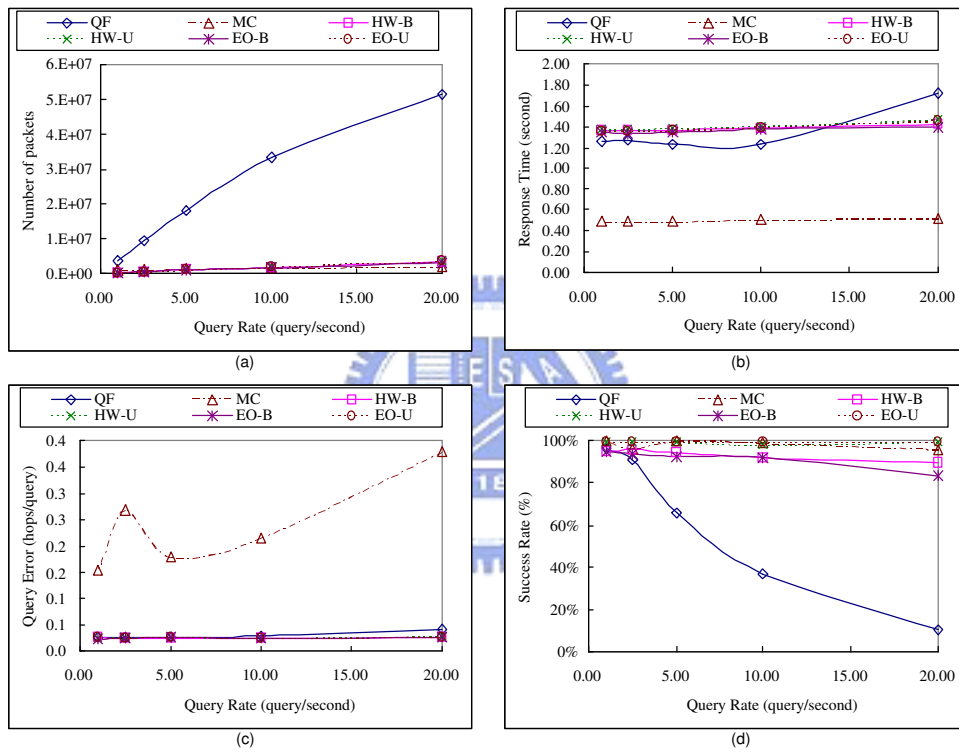 QF MC HW-B
HW-U EO-B EO-U
6.E+07
5.E+07
4.E+07
3.E+07
2.E+07
1.E+07
0.E+00
Number of packets
0.00 5.00 10.00 15.00 20.00
Query Rate (query/second)
(a)
QF MC HW-B
HW-U EO-B EO-U
2.00
1.80
1.60
1.40
1.20
1.00
0.80
0.60
0.40
0.20
0.00
Response Time (second)
0.00 5.00 10.00 15.00 20.00
Query Rate (query/second)
(b)
E S A
18
QF MC HW-B
HW-U EO-B EO-U
0.4
0.4
0.3
0.3
0.2
0.2
0.1
0.1
0.0
Query Error (hops/query)
0.00 5.00 10.00 15.00 20.00
Query Rate (query/second)
(c)
QF MC HW-B
HW-U EO-B EO-U
100%
80%
60%
40%
20%
0%
Success Rate (%)
0.00 5.00 10.00 15.00 20.00
Query Rate (query/second)
(d)